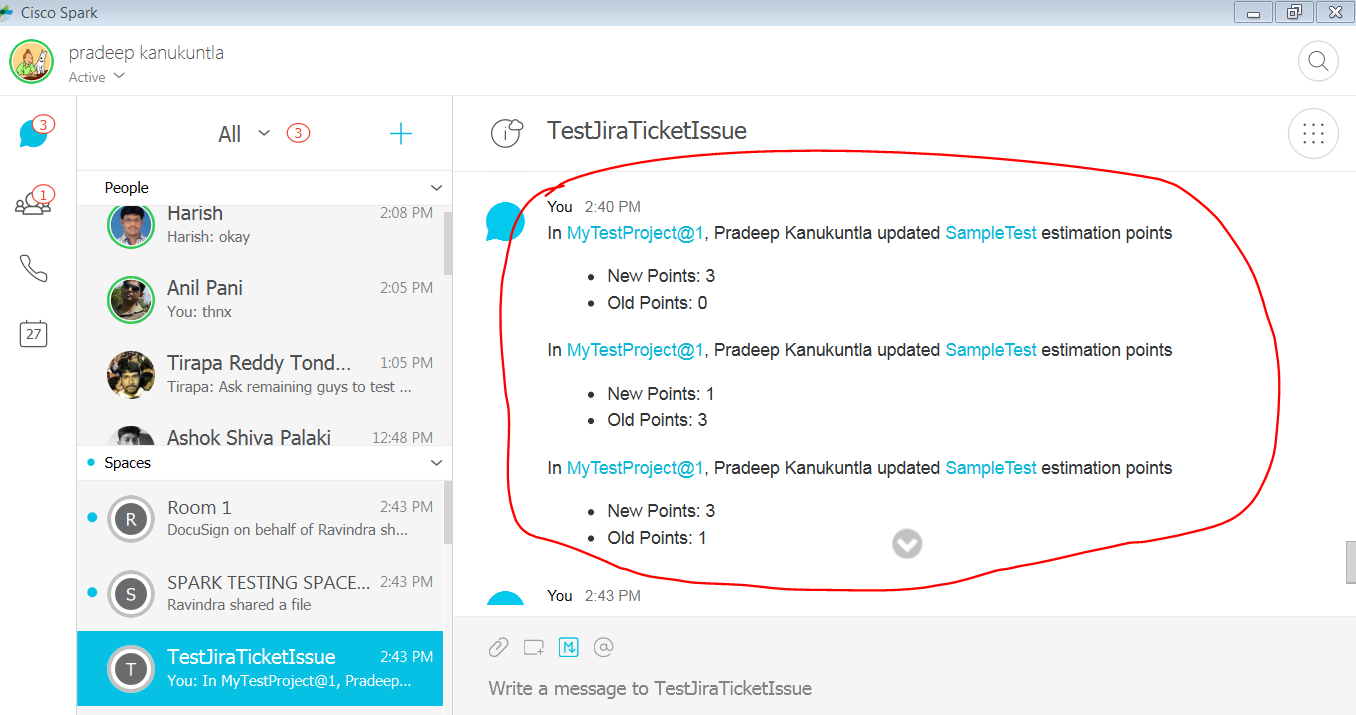 Cisco Spark
pradeep kanukuntla
Active
3
1
27
All 3
People
Harish 2:08 PM
Harish: okay
Anil Pani 2:05 PM
You: thnx
Tirapa Reddy Tond... 1:05 PM
Tirapa: Ask remaining guys to test ...
Ashok Shiva Palaki 12:48 PM
Spaces
R
Room 1 2:43 PM
DocuSign on behalf of Ravindra sh...
S
SPARK TESTING SPACE... 2:43 PM
Ravindra shared a file
T
TestJiraTicketIssue 2:43 PM
You: In MyTestProject@1, Pradeep...
TestJiraTicketIssue
You 2:40 PM
In MyTestProject@1, Pradeep Kanukuntla updated SampleTest estimation points
• New Points: 3
• Old Points: 0
In MyTestProject@1, Pradeep Kanukuntla updated SampleTest estimation points
• New Points: 1
• Old Points: 3
In MyTestProject@1, Pradeep Kanukuntla updated SampleTest estimation points
• New Points: 3
• Old Points: 1
You 2:43 PM
Write a message to TestJiraTicketIssue